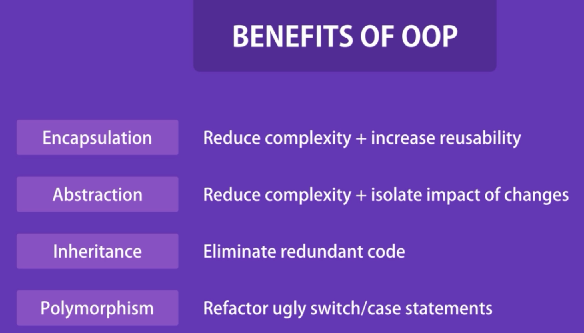 BENEFITS OF OOP
Encapsulation Reduce complexity + increase reusability
Abstraction Reduce complexity + isolate impact of changes
Inheritance Eliminate redundant code
Polymorphism Refactor ugly switch/case statements